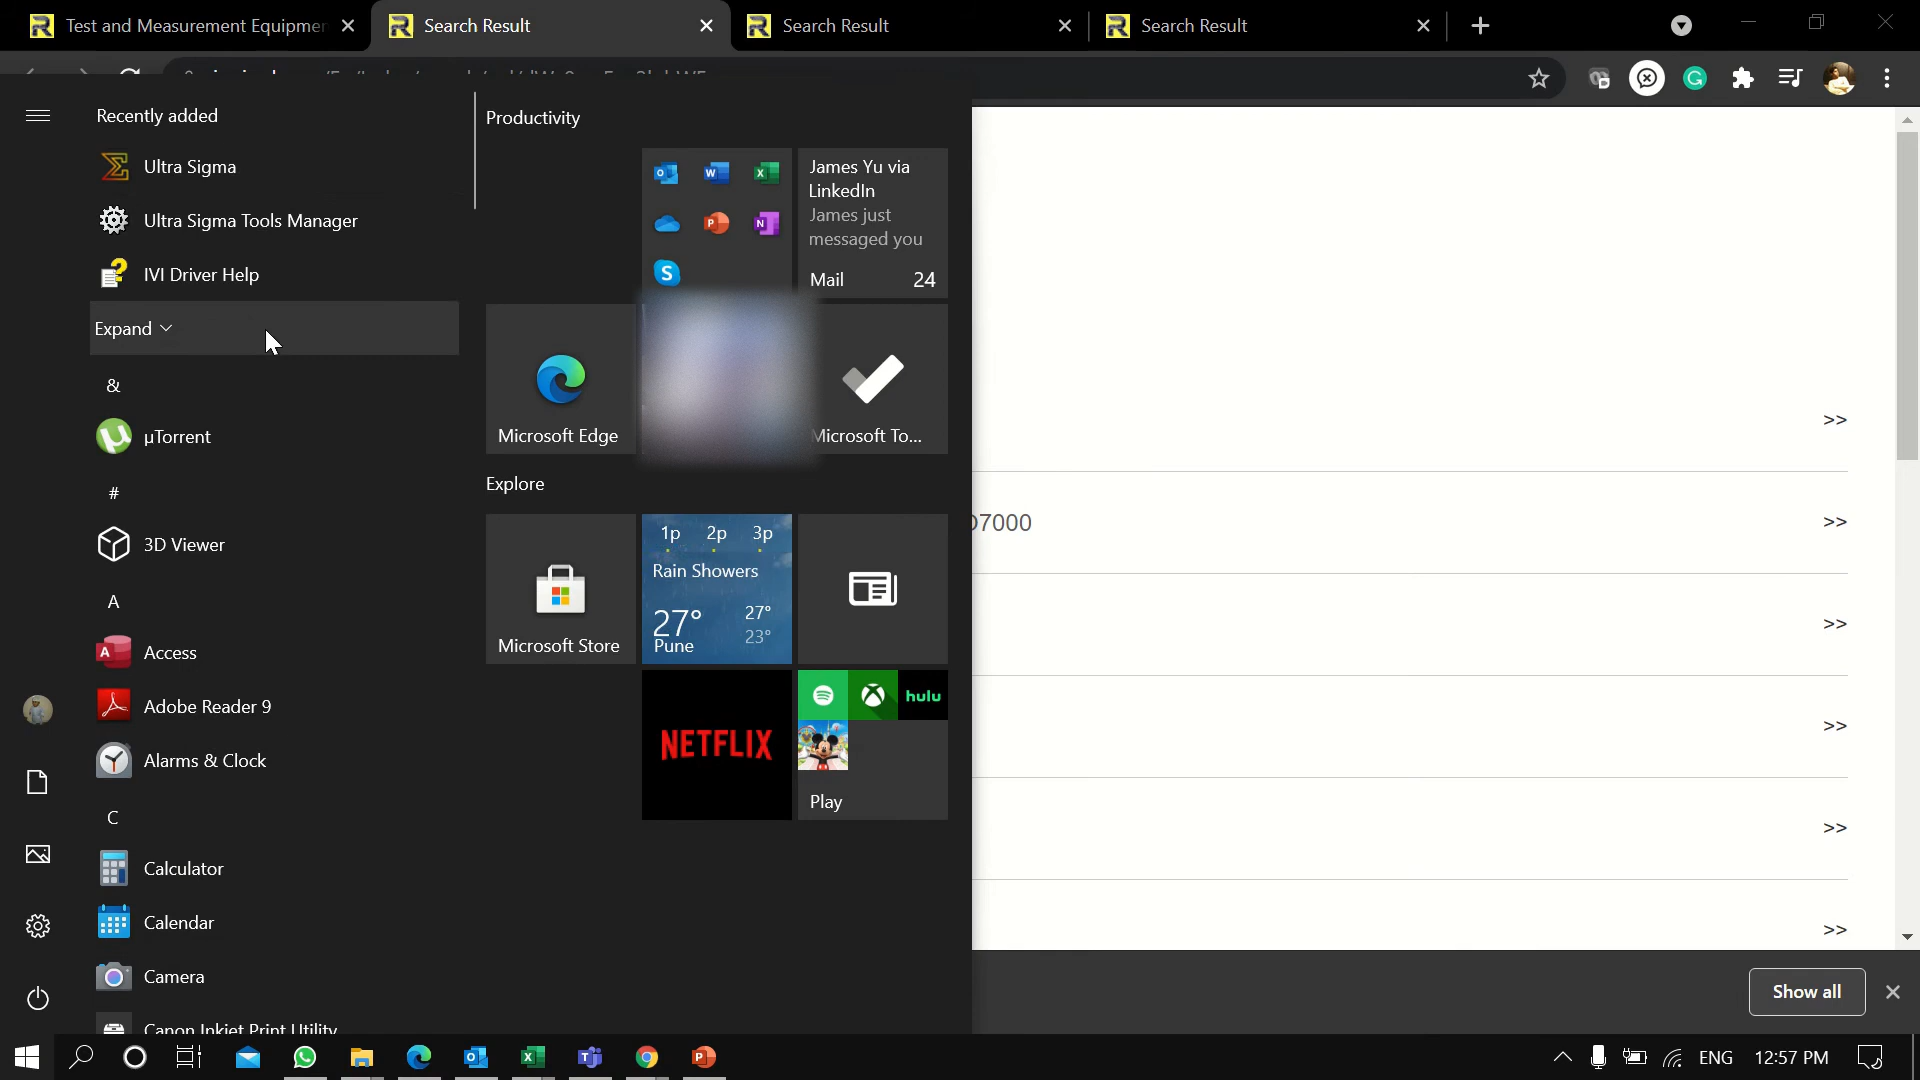 Test and Measurement Equipmen
Search Result
Search Result
Search Result
Recently added
Ultra Sigma
Ultra Sigma Tools Manager
IVI Driver Help
Expand
&
µTorrent
#
3D Viewer
A
Access
Adobe Reader 9
Alarms & Clock
C
Calculator
Calendar
Camera
Canon Inkjet Print Utility
Productivity
James Yu via
LinkedIn
James just
messaged you
Mail 24
Microsoft Edge
Microsoft To...
Explore
Microsoft Store
1p 2p 3p
Rain Showers
27° 27°
23°
Pune
NETFLIX
hulu
Play
>>
D7000 >>
>>
>>
>>
>>
Show all
ENG 12:57 PM